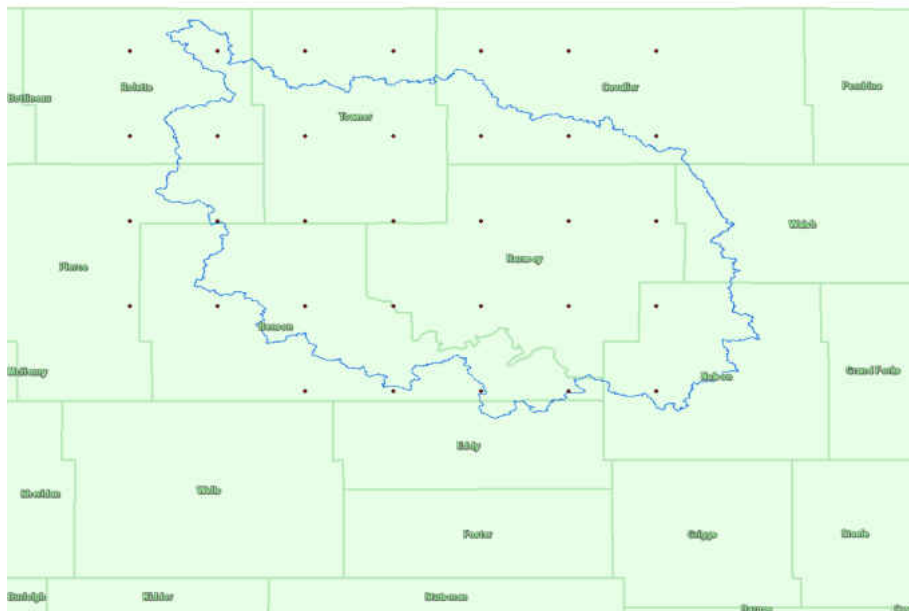 Rolette
Cavalier
Pembina
Bottineau
Towner
Walsh
Pierce
Ramsey
Benson
McHenry
Nelson
Grand Forks
Eddy
Sheridan
Wells
Foster
Griggs
Steele
Burleigh
Kidder
Stutsman
Barnes